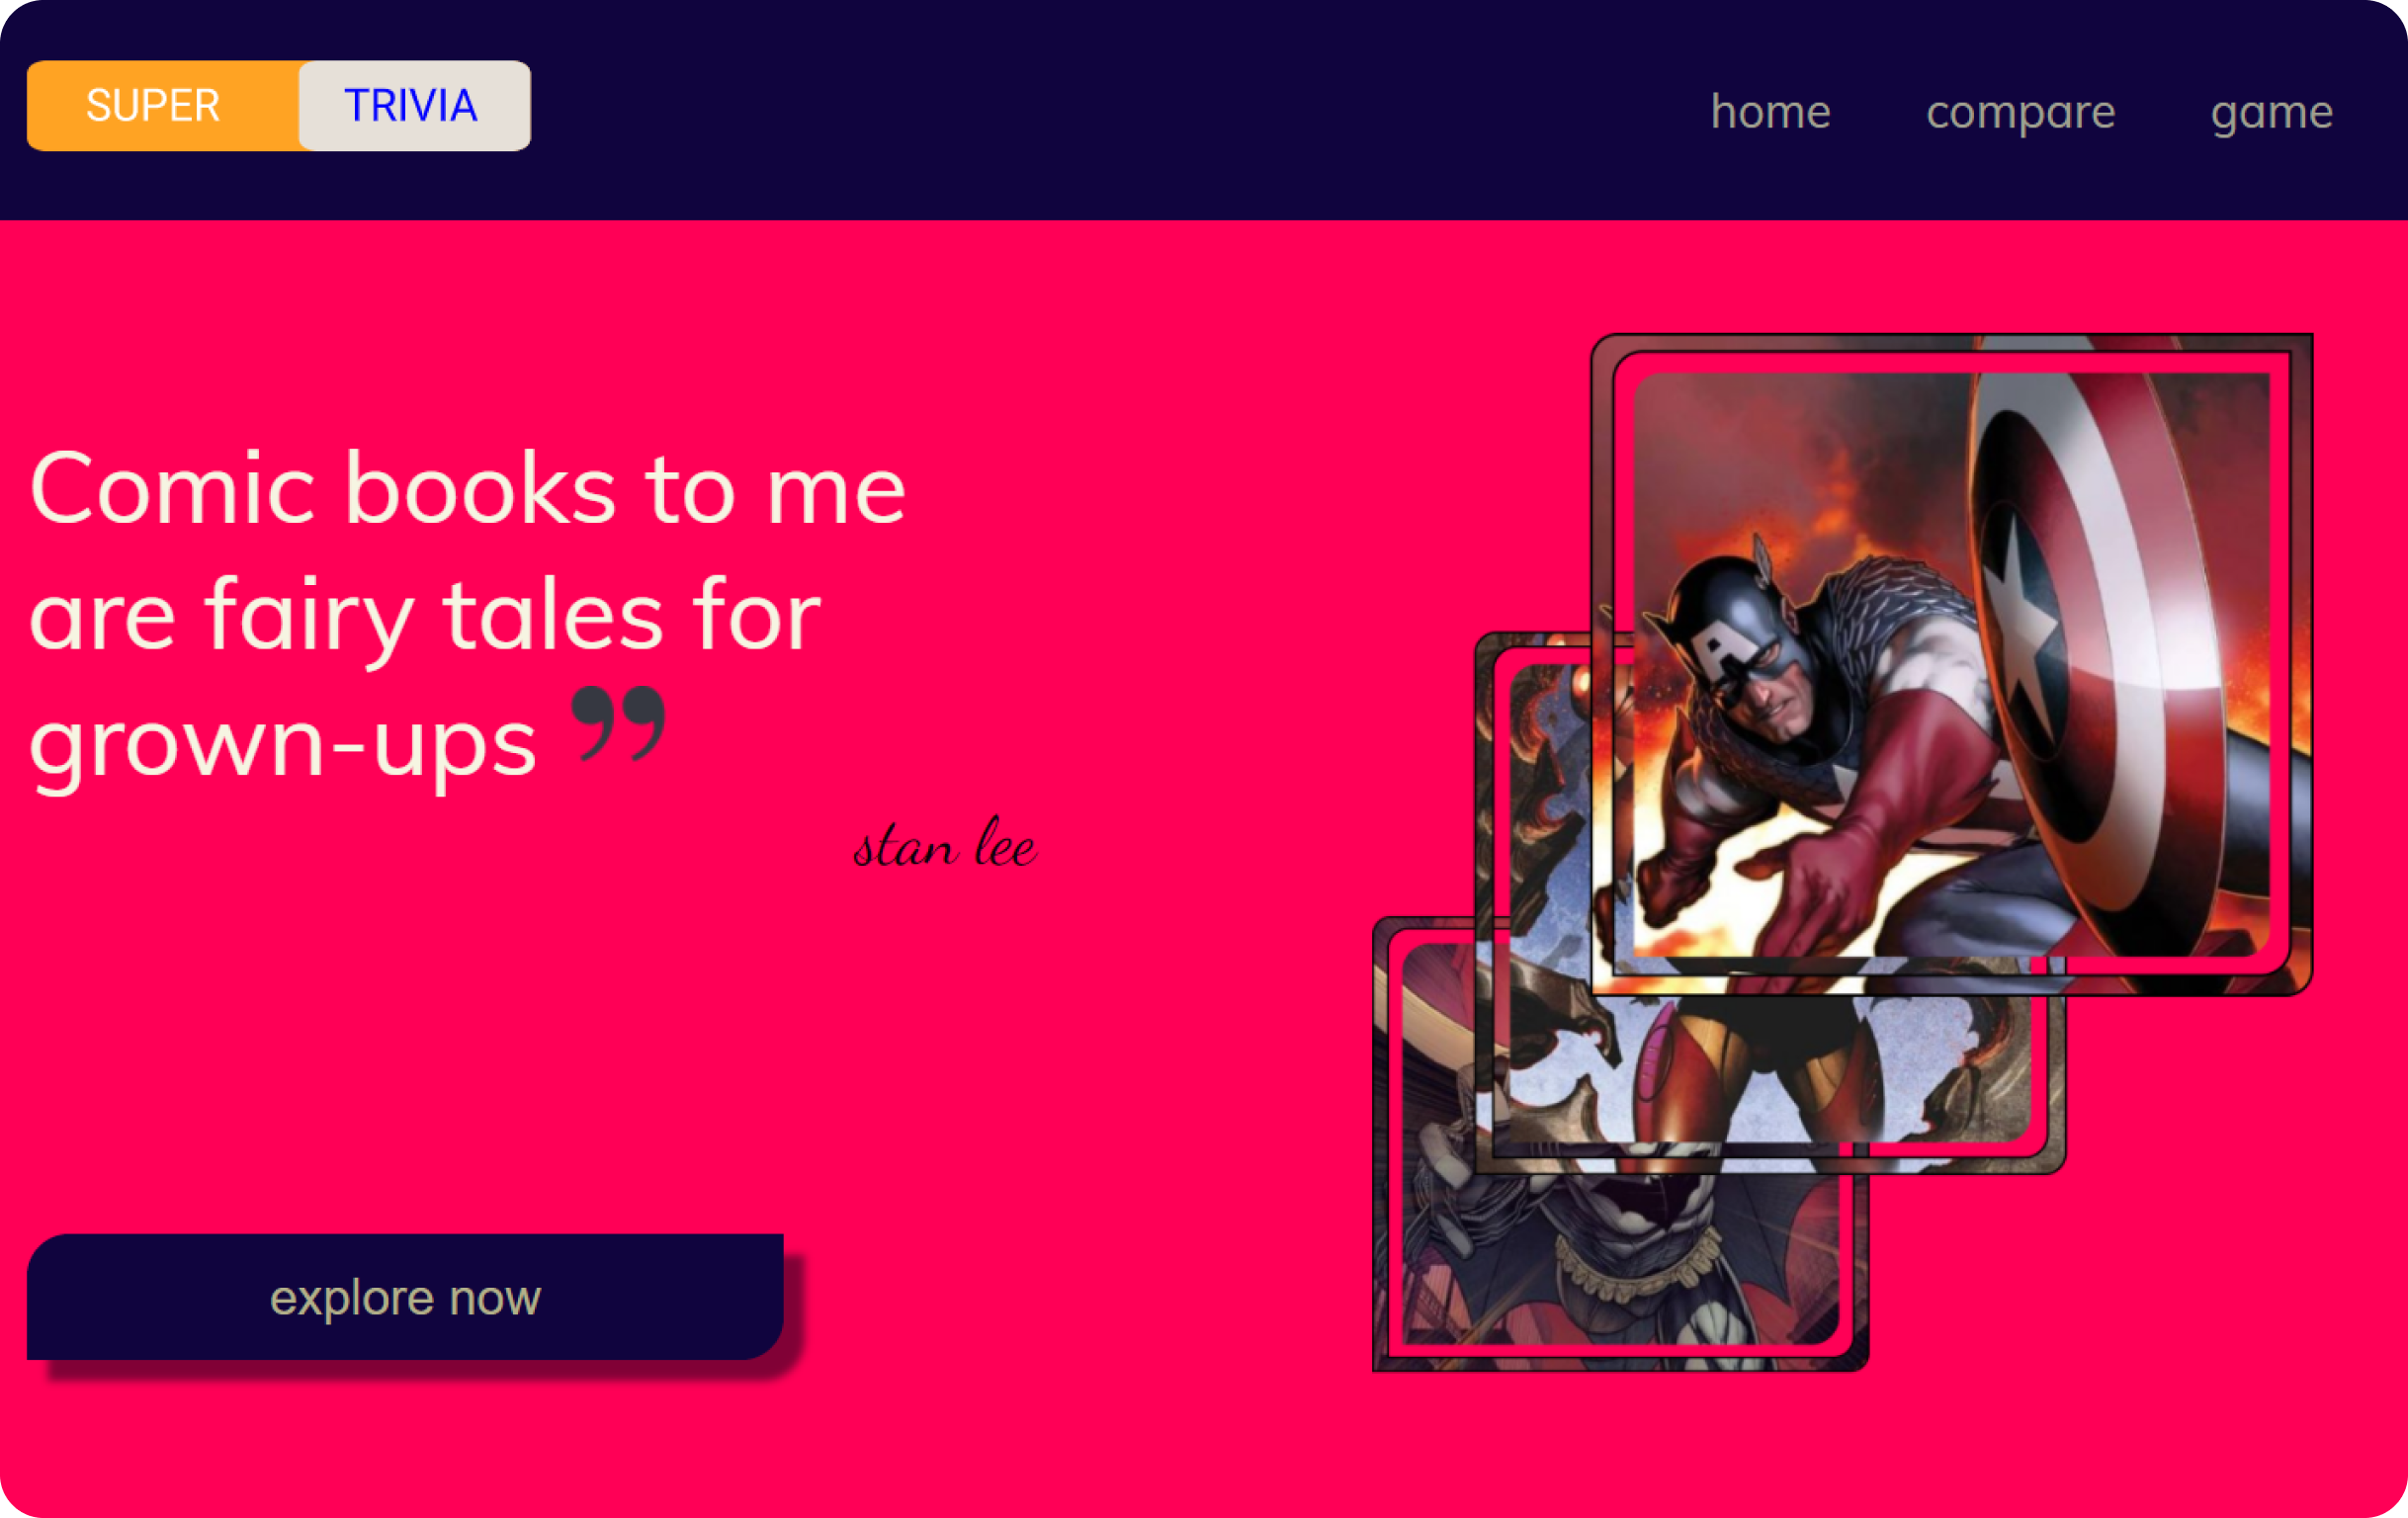 SUPER TRIVIA
home compare game
Comic books to me
are fairy tales for
grown-ups ”
stan lee
explore now
A